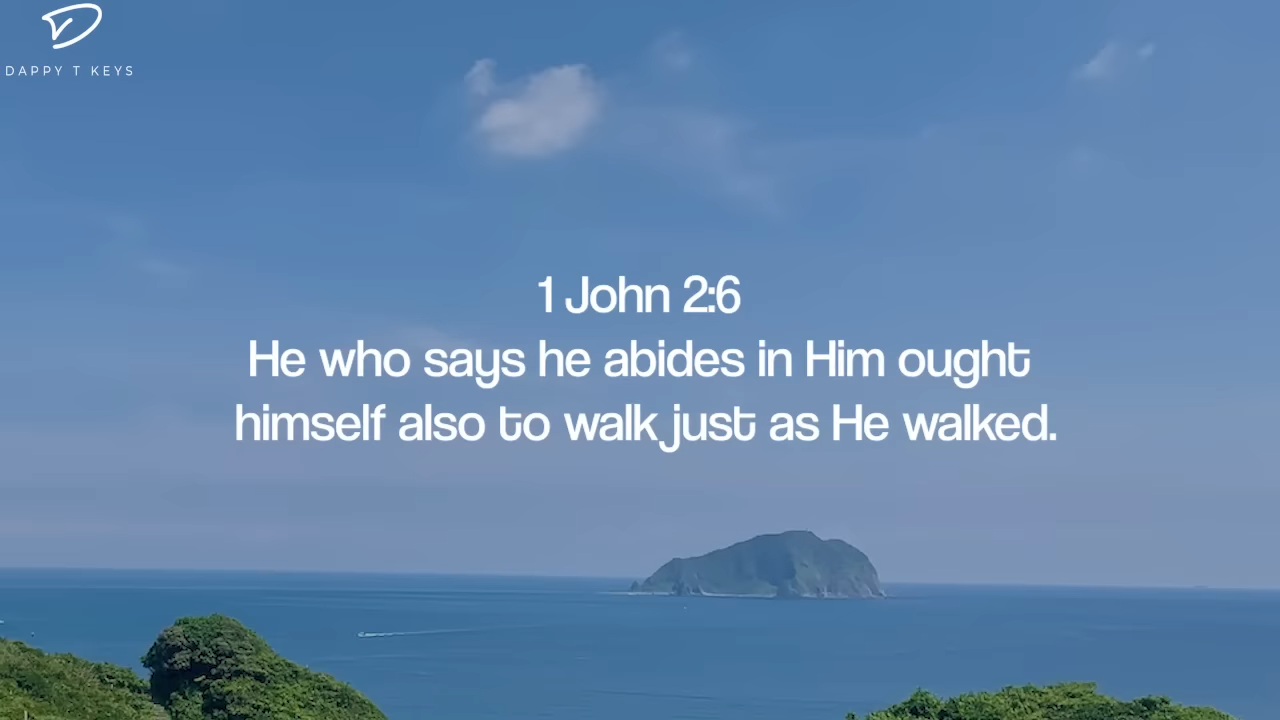 DAPPY T KEYS
1 John 2:6
He who says he abides in Him ought
himself also to walk just as He walked.